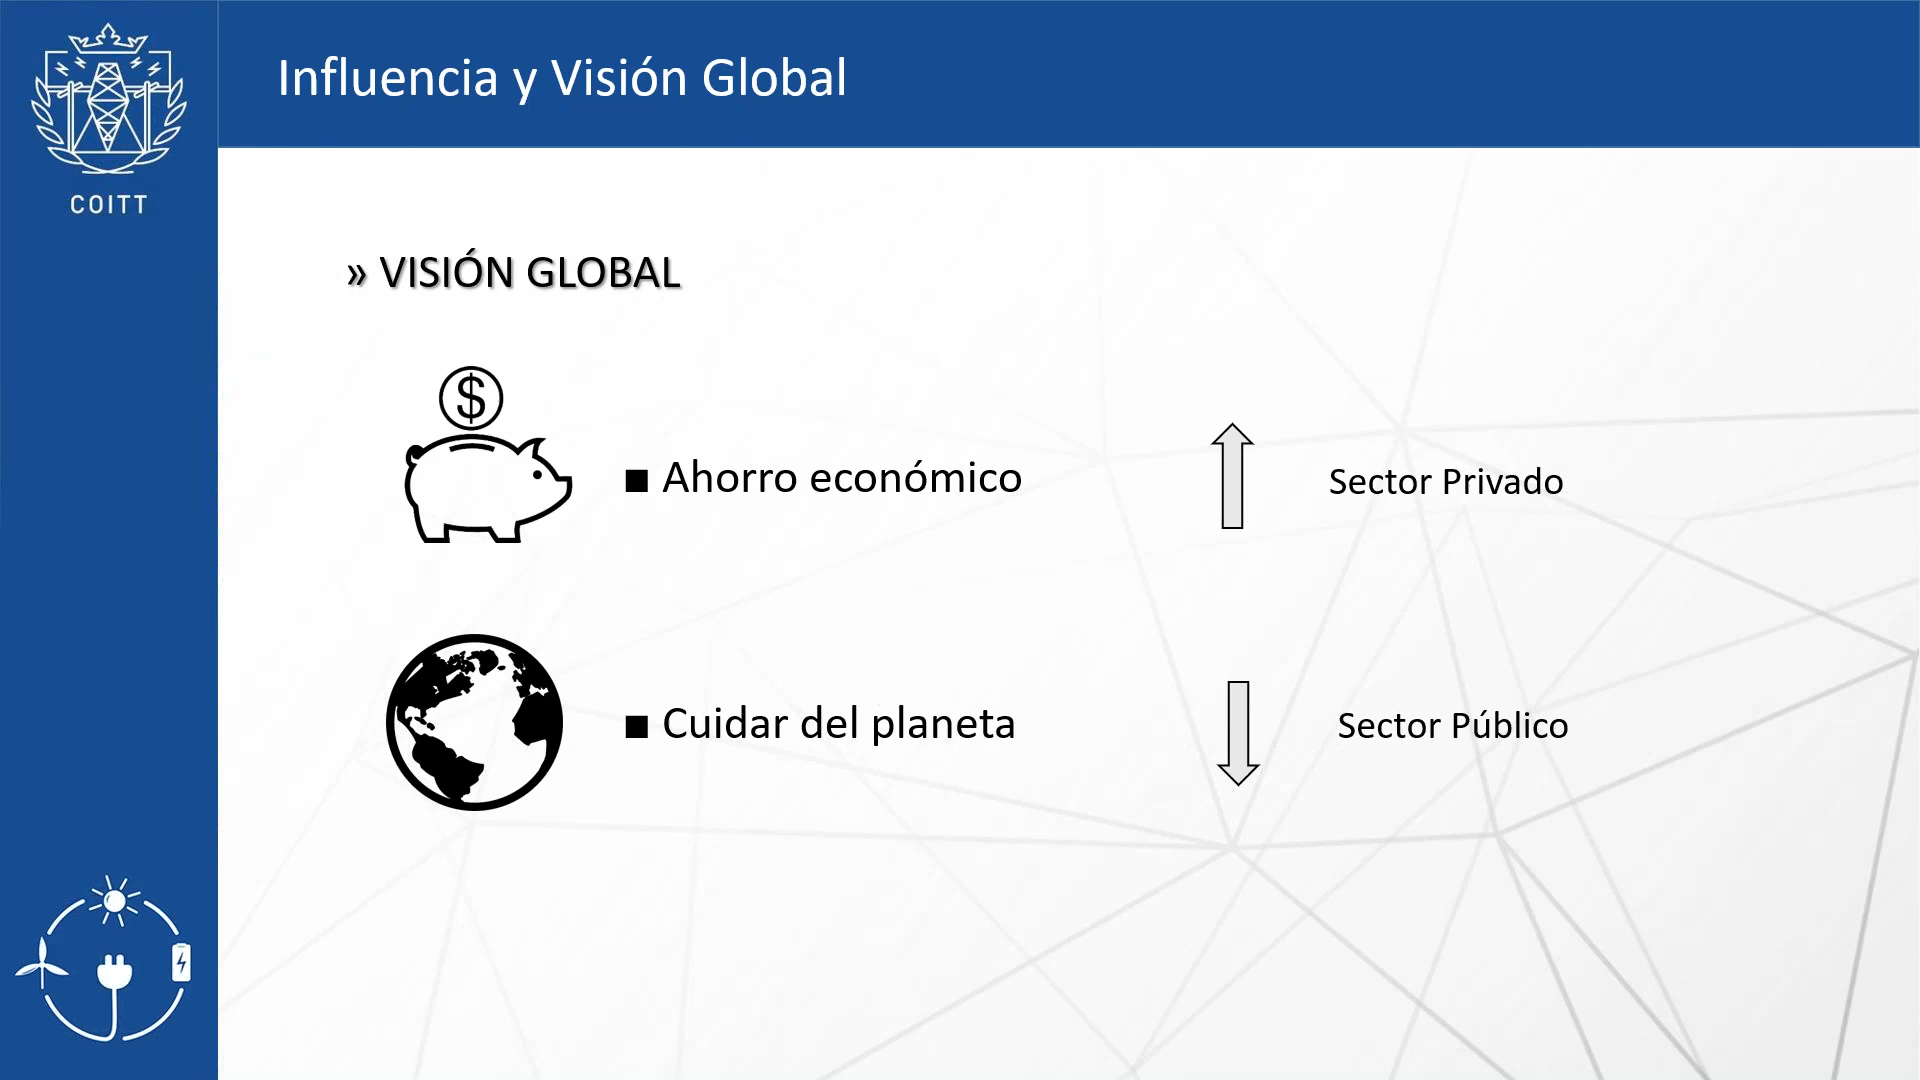 Influencia y Visión Global
COITT
» VISIÓN GLOBAL
$
■ Ahorro económico
Sector Privado
■ Cuidar del planeta
Sector Público